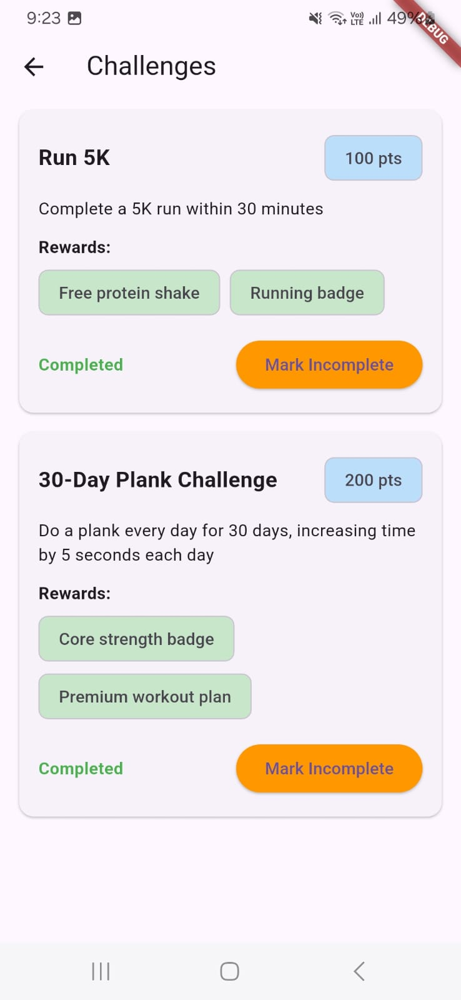 9:23
Vo)) LTE 49%
DEBUG
Challenges
Run 5K
100 pts
Complete a 5K run within 30 minutes
Rewards:
Free protein shake
Running badge
Completed
Mark Incomplete
30-Day Plank Challenge
200 pts
Do a plank every day for 30 days, increasing time
by 5 seconds each day
Rewards:
Core strength badge
Premium workout plan
Completed
Mark Incomplete